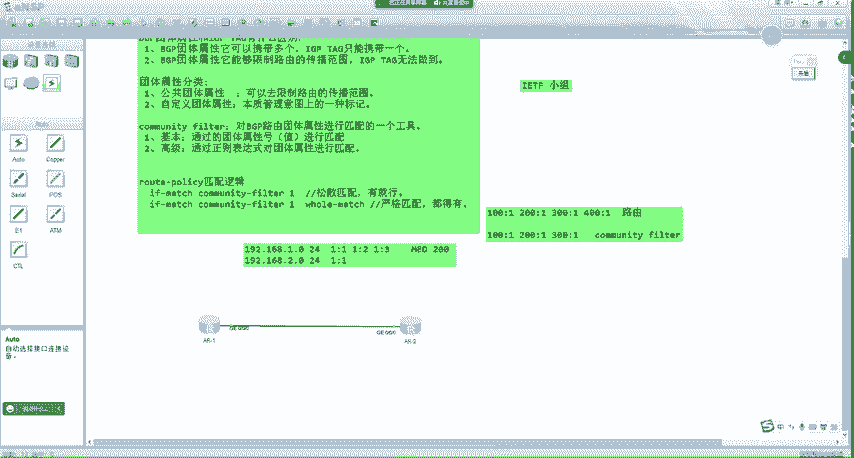 eNSP
1、BGP团体属性它可以携带多个，IGP TAG只能携带一个。
2、BGP团体属性它能够限制路由的传播范围，IGP TAG无法做到。
团体属性分类：
1、公共团体属性 ：可以去限制路由的传播范围。
2、自定义团体属性：本质管理意图上的一种标记。
community filter：对BGP路由团体属性进行匹配的一个工具。
1、基本：通过的团体属性号（值）进行匹配
2、高级：通过正则表达式对团体属性进行匹配。
route-policy匹配逻辑
if-match community-filter 1 //松散匹配，有就行。
if-match community-filter 1 whole-match //严格匹配，都得有。
IETF 小组
100:1 200:1 300:1 400:1 路由
100:1 200:1 300:1 community filter
192.168.1.0 24 1:1 1:2 1:3 MED 200
192.168.2.0 24 1:1
AR-1
AR-2
Auto
Auto
Copper
Serial
POS
E1
ATM
CTL
Auto
自动选择接口连接设备。